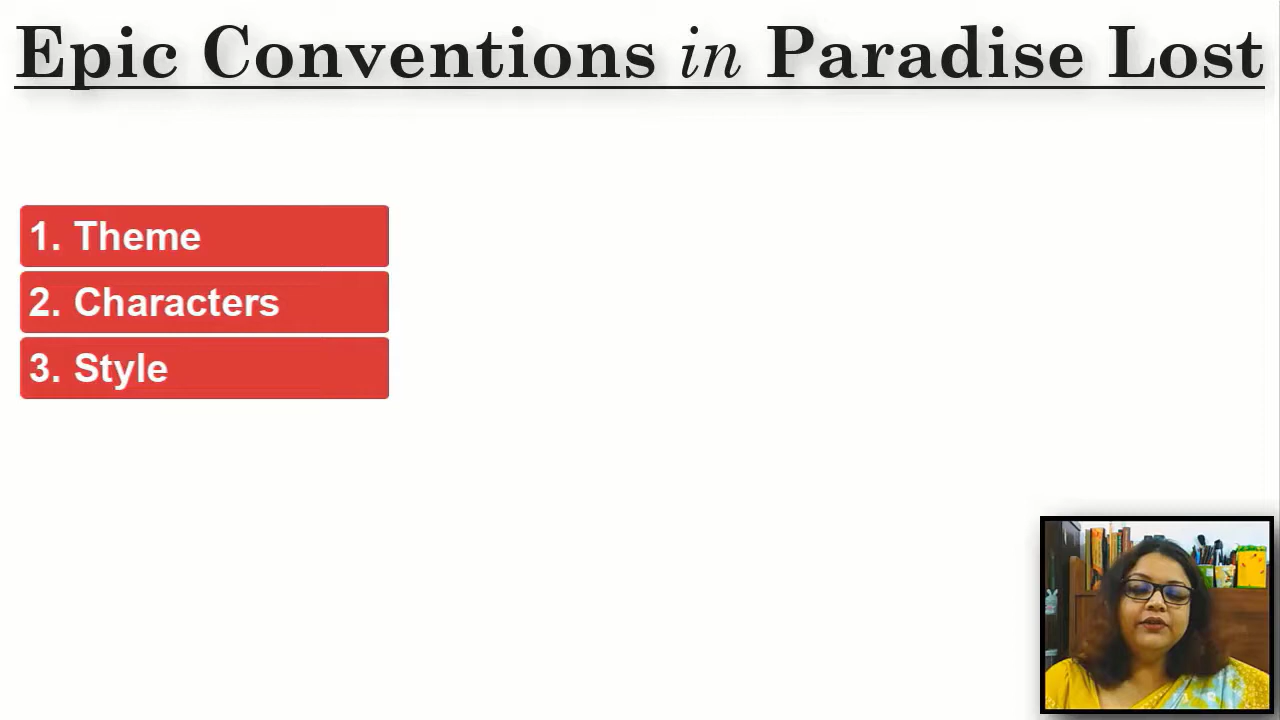 Epic Conventions in Paradise Lost
1. Theme
2. Characters
3. Style